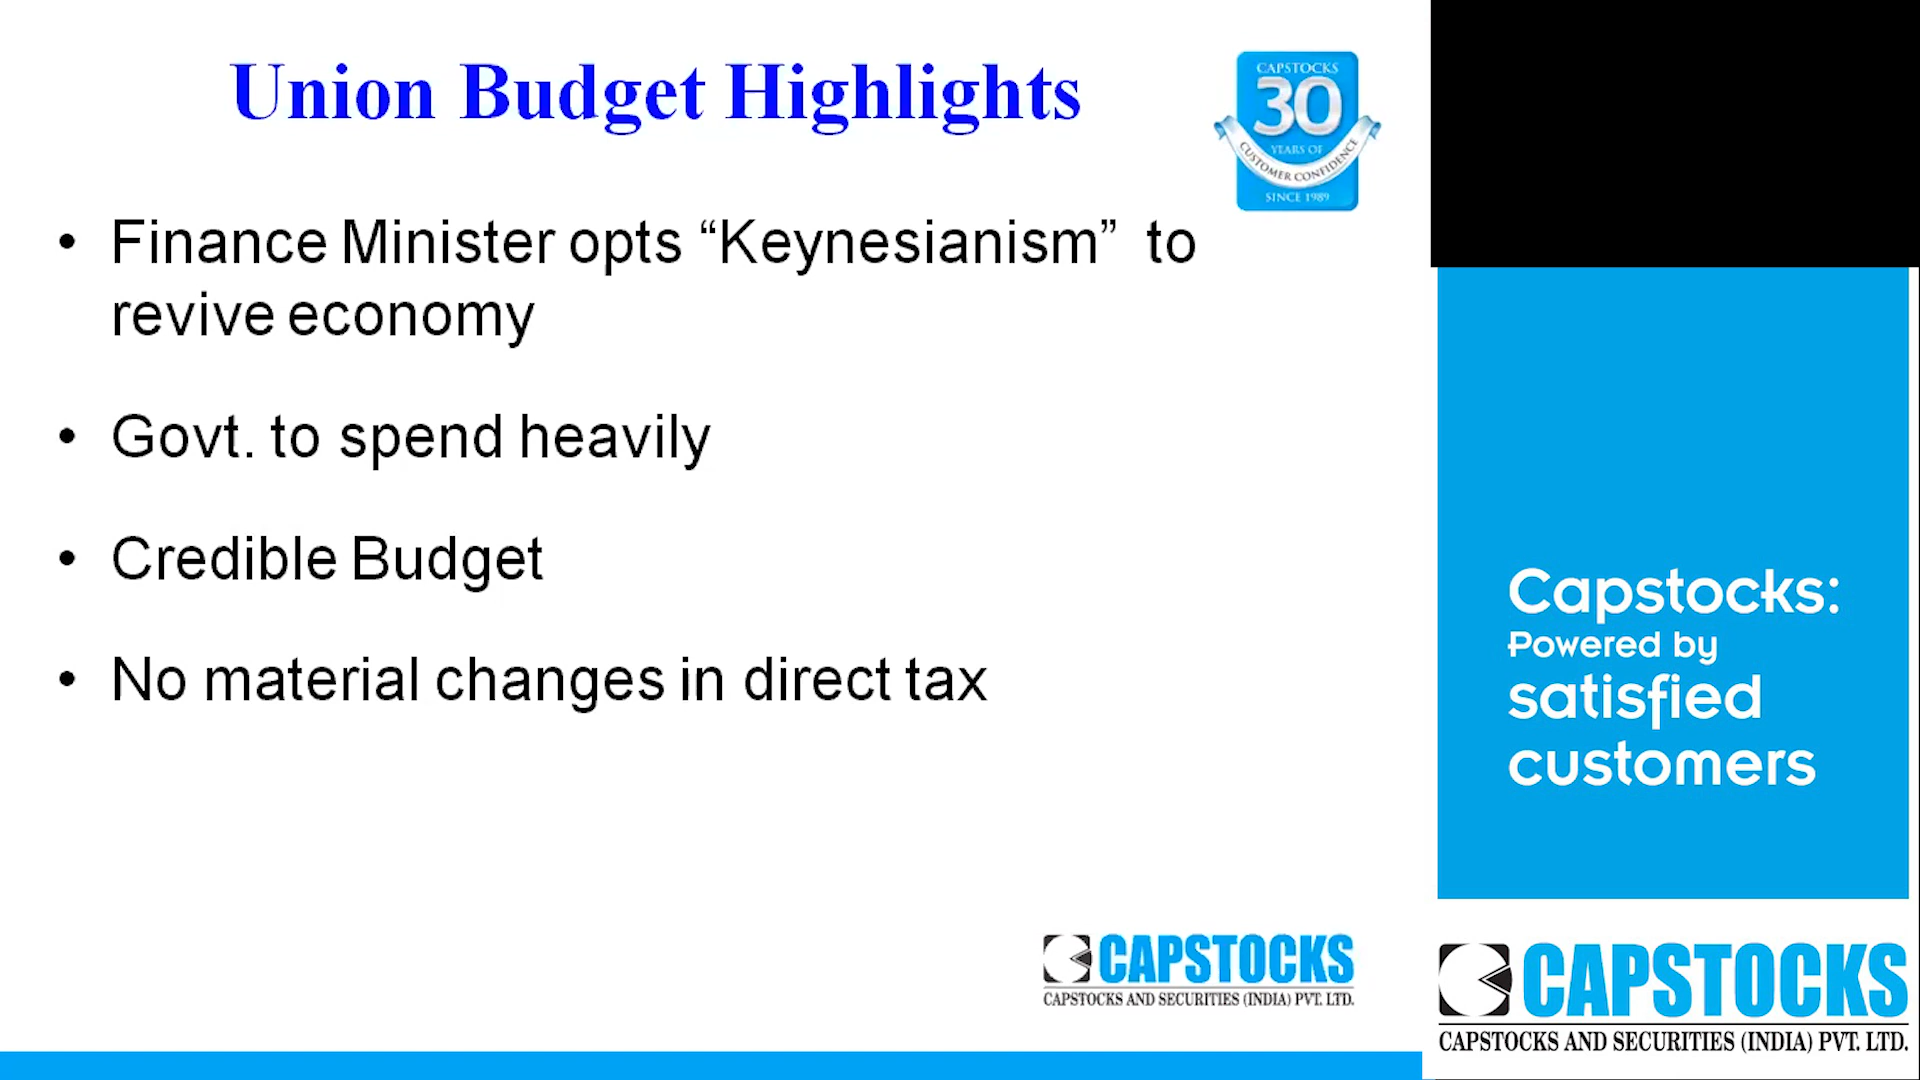 Union Budget Highlights
CAPSTOCKS
30
YEARS OF
CUSTOMER CONFIDENCE
SINCE 1989
• Finance Minister opts “Keynesianism” to
revive economy
• Govt. to spend heavily
• Credible Budget
• No material changes in direct tax
CAPSTOCKS
CAPSTOCKS AND SECURITIES (INDIA) PVT. LTD.
Capstocks:
Powered by
satisfied
customers
CAPSTOCKS
CAPSTOCKS AND SECURITIES (INDIA) PVT. LTD.